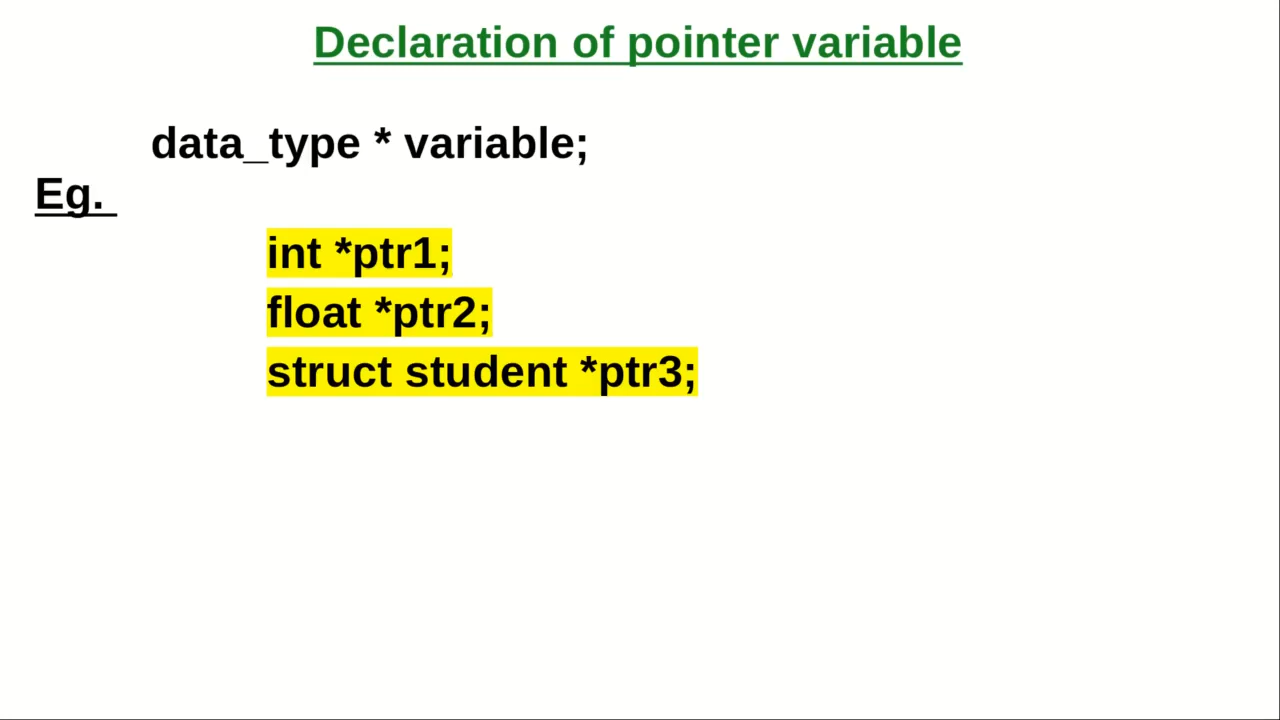 Declaration of pointer variable
data_type * variable;
Eg.
int *ptr1;
float *ptr2;
struct student *ptr3;